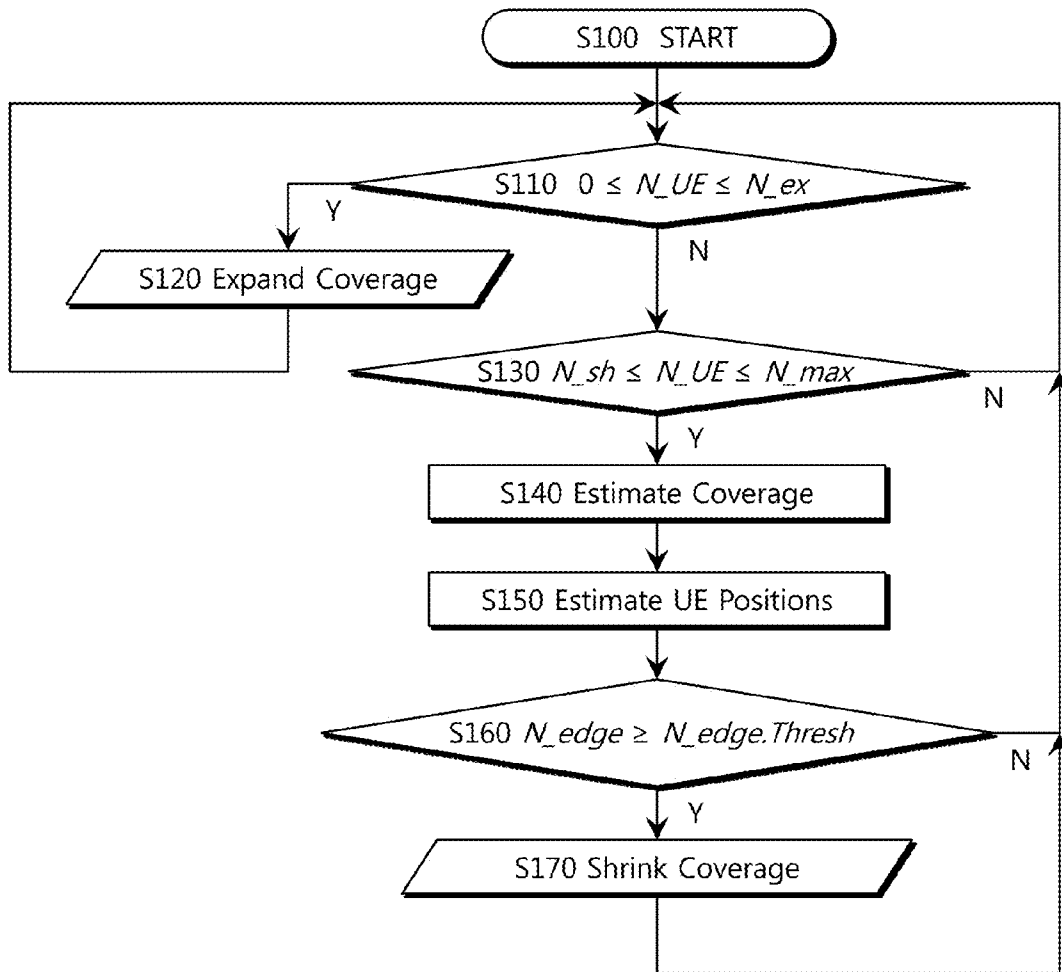 S100 START
S110 0 ≤ N_UE ≤ N_ex
Y
N
S120 Expand Coverage
S130 N_sh ≤ N_UE ≤ N_max
N
Y
S140 Estimate Coverage
S150 Estimate UE Positions
S160 N_edge ≥ N_edge.Thresh
N
Y
S170 Shrink Coverage